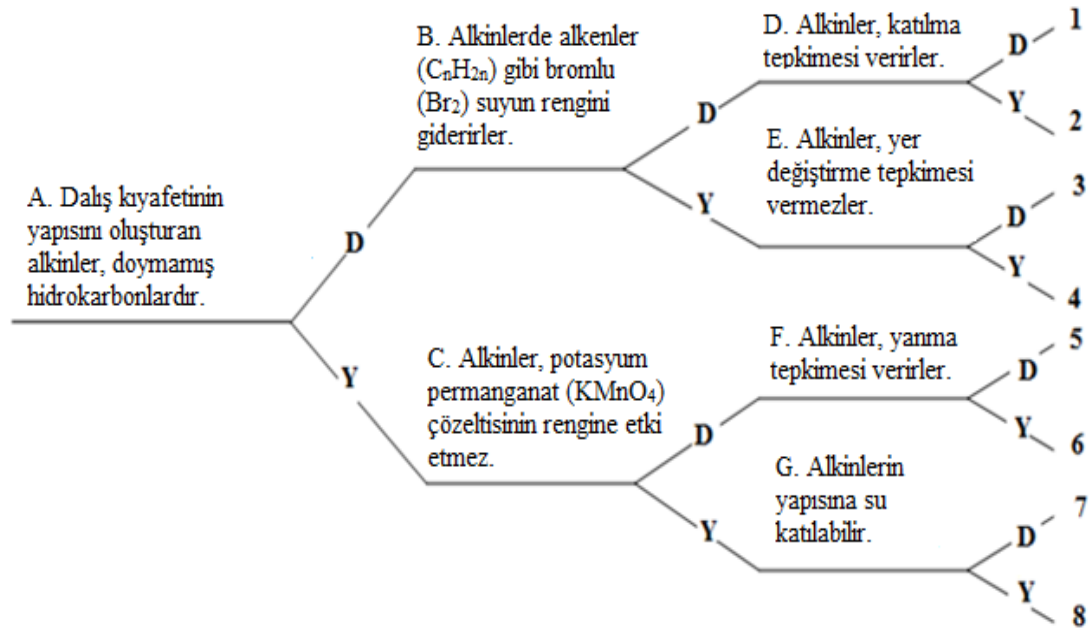 A. Dalış kıyafetinin
yapısını oluşturan
alkinler, doymamış
hidrokarbonlardır.
D
Y
B. Alkinlerde alkenler
(CₙH₂ₙ) gibi bromlu
(Br₂) suyun rengini
giderirler.
D
Y
C. Alkinler, potasyum
permanganat (KMnO₄)
çözeltisinin rengine etki
etmez.
D
Y
D. Alkinler, katılma
tepkimesi verirler.
D 1
Y 2
E. Alkinler, yer
değiştirme tepkimesi
vermezler.
D 3
Y 4
F. Alkinler, yanma
tepkimesi verirler.
D 5
Y 6
G. Alkinlerin
yapısına su
katılabilir.
D 7
Y 8